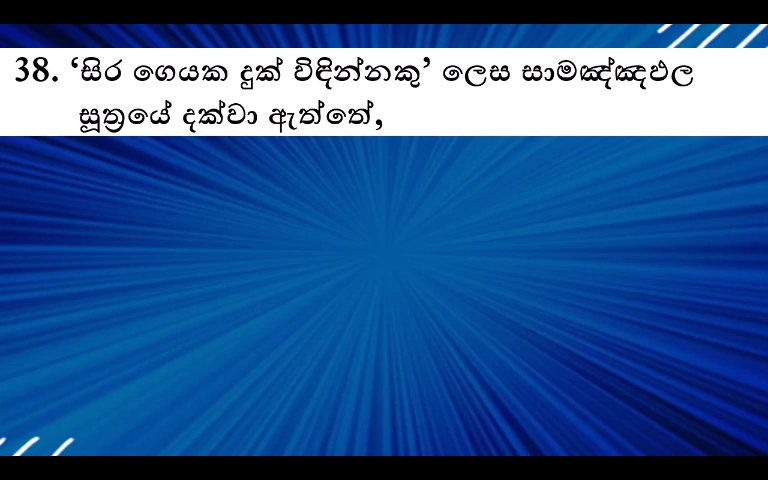 38. ‘සිර ගෙයක දුක් විඳින්නකු’ ලෙස සාමඤ්ඤඵල
සූත්‍රයේ දක්වා ඇත්තේ,